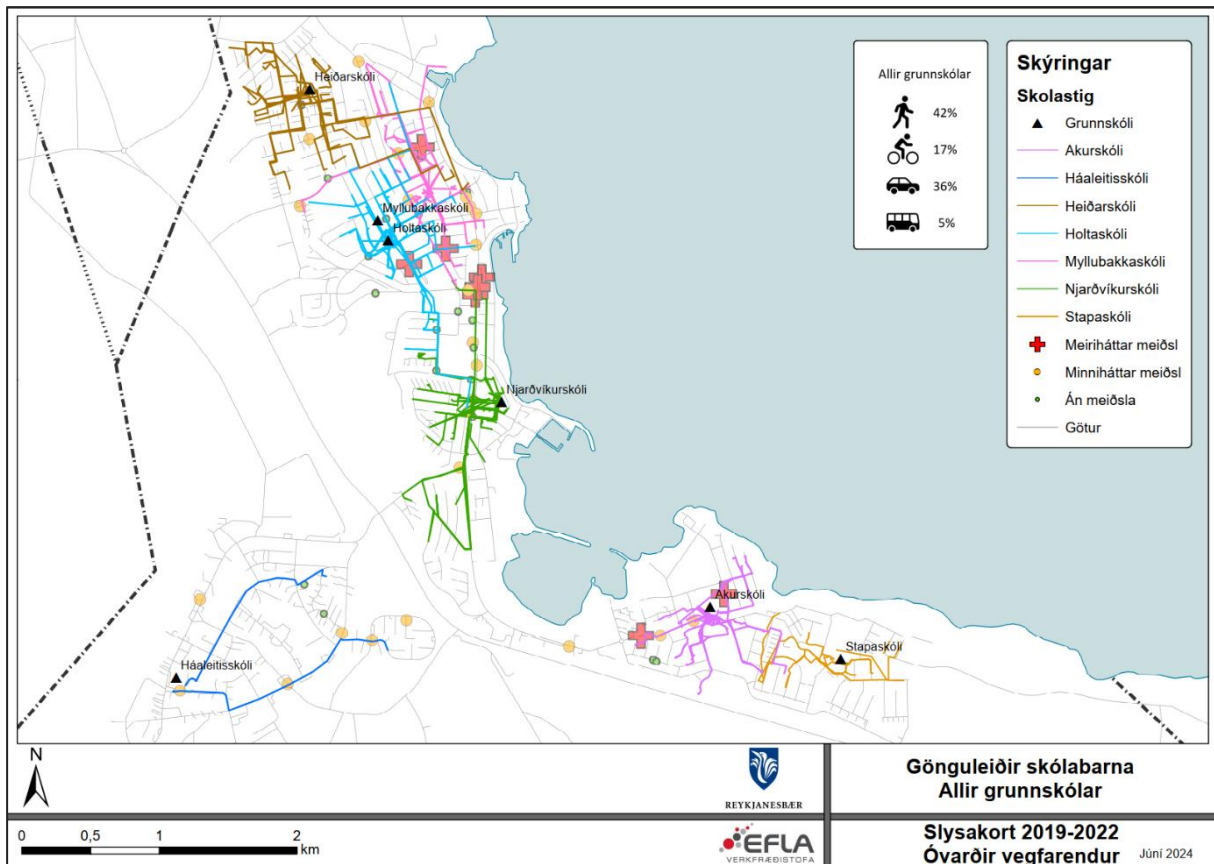 Heiðarskóli
Myllubakkaskóli
Holtaskóli
Njarðvíkurskóli
Akurskóli
Stapaskóli
Háaleitisskóli
Allir grunnskólar
42%
17%
36%
5%
Skýringar
Skolastig
Grunnskóli
Akurskóli
Háaleitisskóli
Heiðarskóli
Holtaskóli
Myllubakkaskóli
Njarðvíkurskóli
Stapaskóli
Meiriháttar meiðsl
Minniháttar meiðsl
Án meiðsla
Götur
N
0 0,5 1 2
km
REYKJANESBÆR
EFLA
VERKFRÆÐISTOFA
Gönguleiðir skólabarna
Allir grunnskólar
Slysakort 2019-2022
Óvarðir vegfarendur Júní 2024